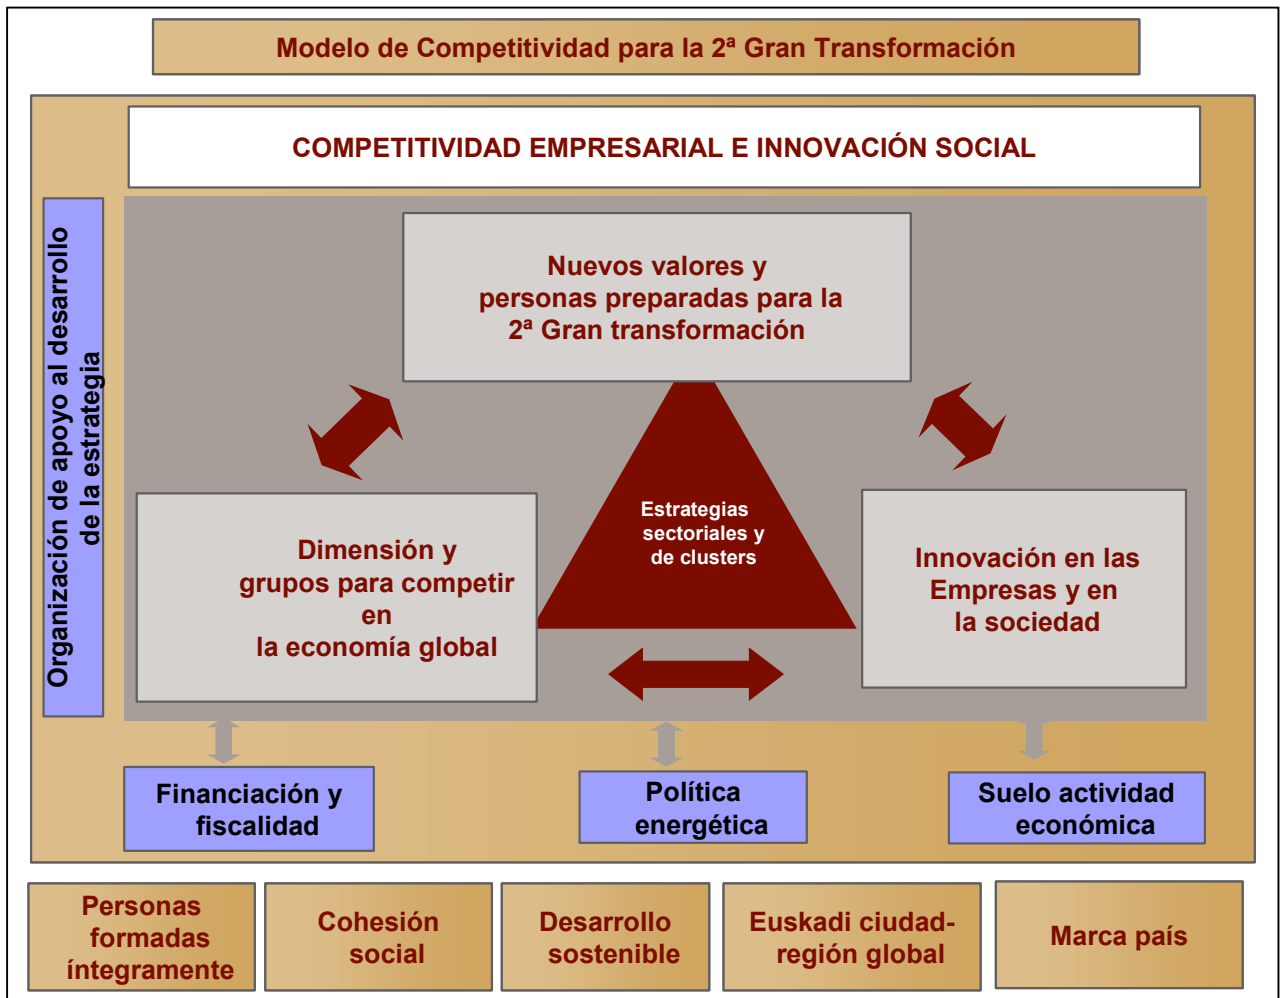 Modelo de Competitividad para la 2ª Gran Transformación
COMPETITIVIDAD EMPRESARIAL E INNOVACIÓN SOCIAL
Organización de apoyo al desarrollo
de la estrategia
Nuevos valores y
personas preparadas para la
2ª Gran transformación
Estrategias
sectoriales y
de clusters
Dimensión y
grupos para competir
en
la economía global
Innovación en las
Empresas y en
la sociedad
Financiación y
fiscalidad
Política
energética
Suelo actividad
económica
Personas
formadas
íntegramente
Cohesión
social
Desarrollo
sostenible
Euskadi ciudad-
región global
Marca país